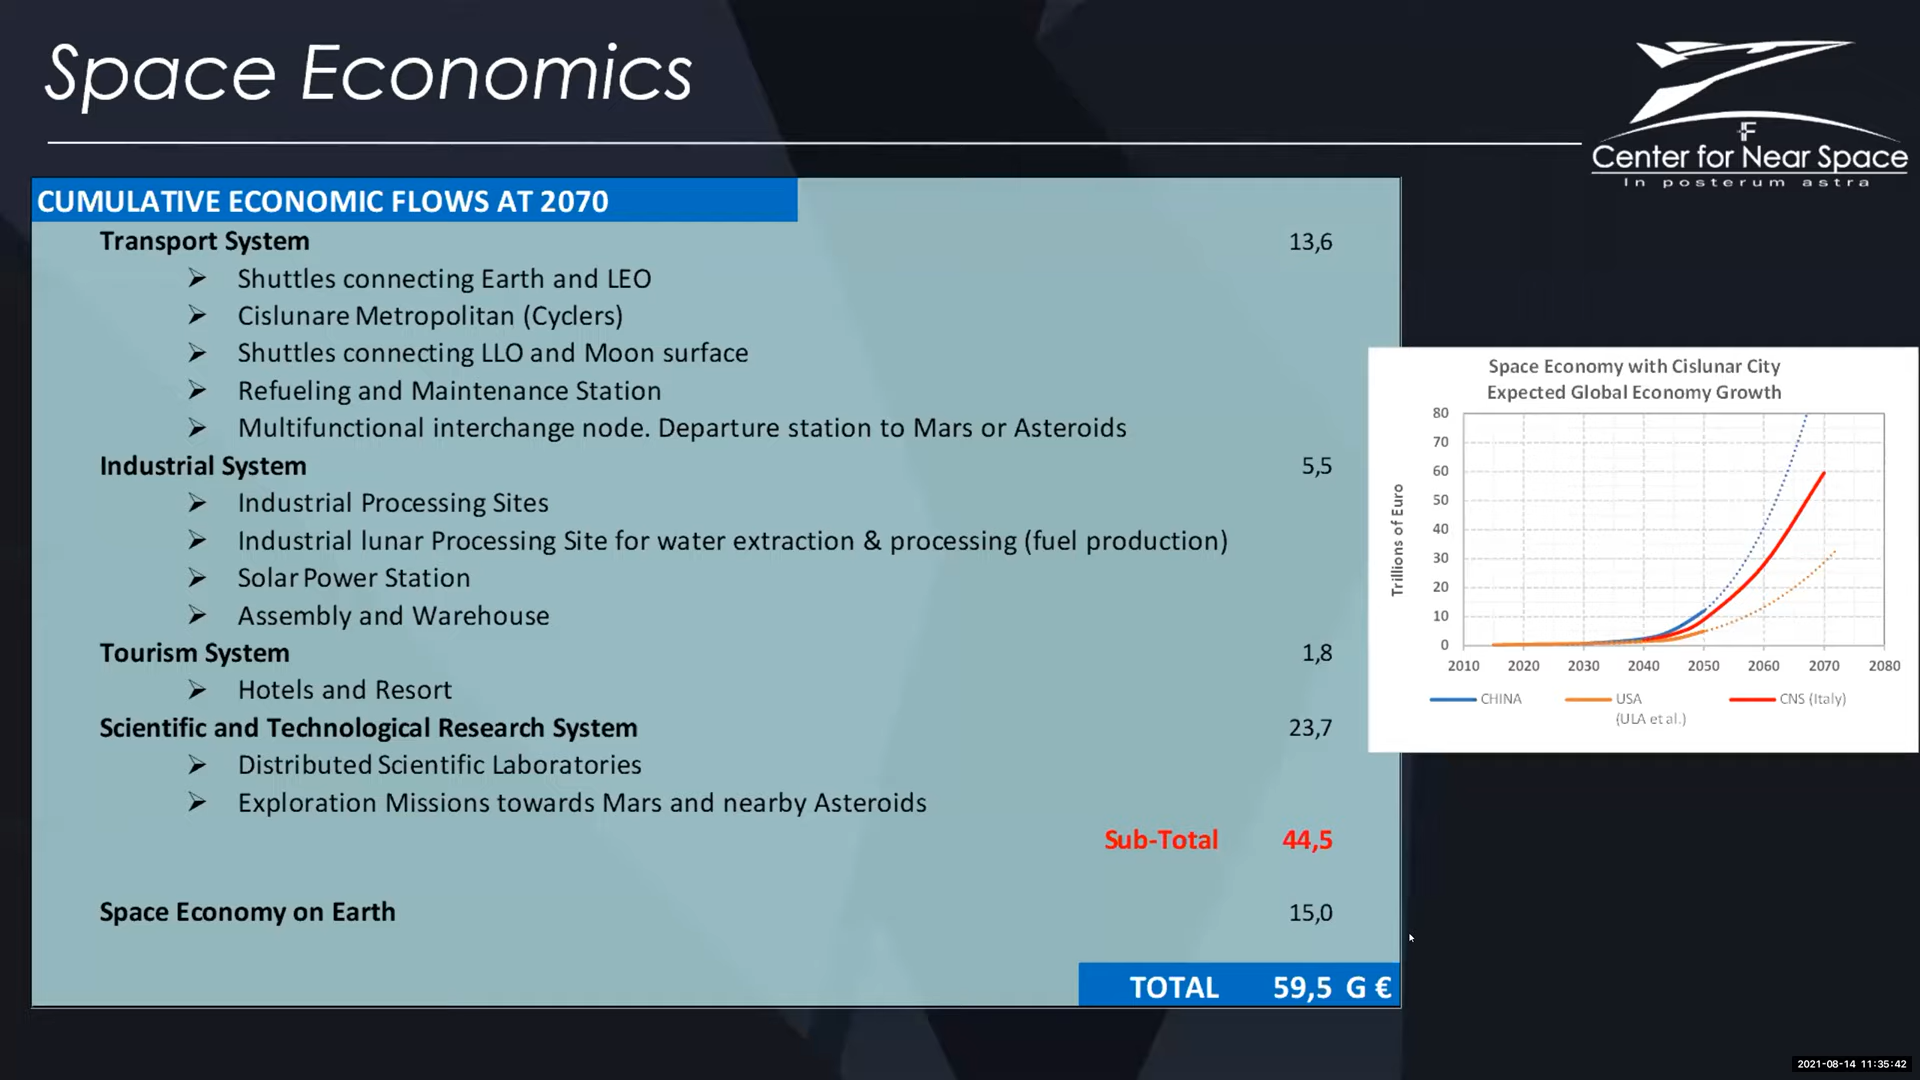 Space Economics
F
Center for Near Space
In posterum astra
CUMULATIVE ECONOMIC FLOWS AT 2070
Transport System 13,6
➢ Shuttles connecting Earth and LEO
➢ Cislunare Metropolitan (Cyclers)
➢ Shuttles connecting LLO and Moon surface
➢ Refueling and Maintenance Station
➢ Multifunctional interchange node. Departure station to Mars or Asteroids
Industrial System 5,5
➢ Industrial Processing Sites
➢ Industrial lunar Processing Site for water extraction & processing (fuel production)
➢ Solar Power Station
➢ Assembly and Warehouse
Tourism System 1,8
➢ Hotels and Resort
Scientific and Technological Research System 23,7
➢ Distributed Scientific Laboratories
➢ Exploration Missions towards Mars and nearby Asteroids
Sub-Total 44,5
Space Economy on Earth 15,0
TOTAL 59,5 G €
Space Economy with Cislunar City
Expected Global Economy Growth
Trillions of Euro
80
70
60
50
40
30
20
10
0
2010 2020 2030 2040 2050 2060 2070 2080
CHINA USA CNS (Italy)
(ULA et al.)
2021-08-14 11:35:42